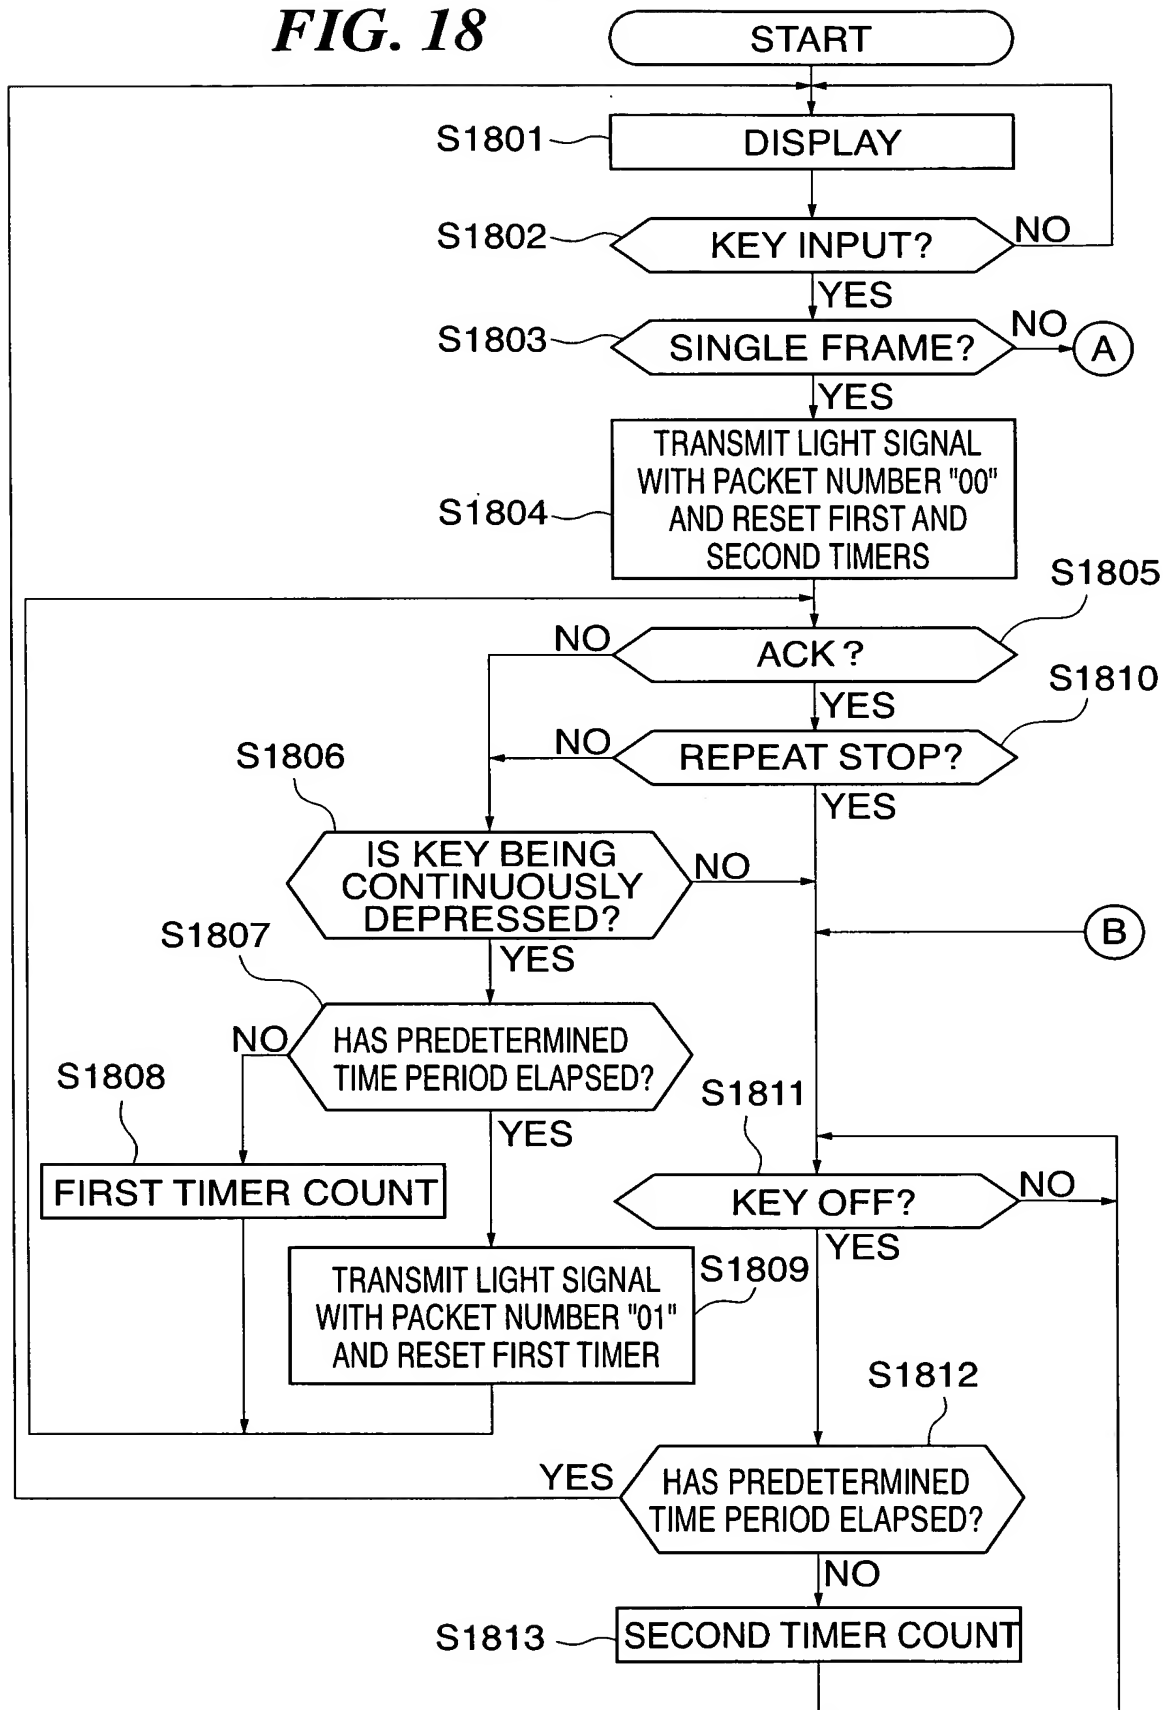 FIG. 18
START
S1801
DISPLAY
S1802
KEY INPUT?
NO
YES
S1803
SINGLE FRAME?
NO
A
YES
S1804
TRANSMIT LIGHT SIGNAL
WITH PACKET NUMBER "00"
AND RESET FIRST AND
SECOND TIMERS
S1805
NO
ACK?
YES
S1810
NO
REPEAT STOP?
YES
S1806
IS KEY BEING
CONTINUOUSLY
DEPRESSED?
NO
YES
B
S1807
NO
HAS PREDETERMINED
TIME PERIOD ELAPSED?
YES
S1808
FIRST TIMER COUNT
S1811
KEY OFF?
NO
YES
S1809
TRANSMIT LIGHT SIGNAL
WITH PACKET NUMBER "01"
AND RESET FIRST TIMER
S1812
YES
HAS PREDETERMINED
TIME PERIOD ELAPSED?
NO
S1813
SECOND TIMER COUNT